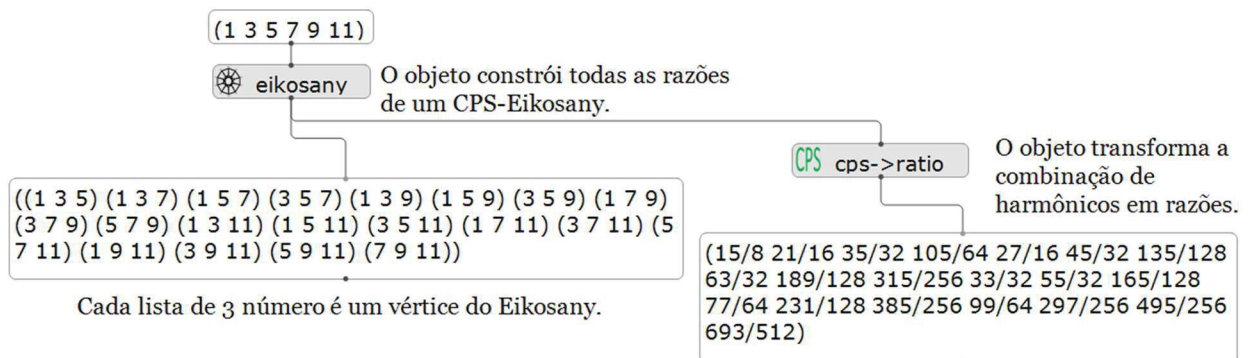 (1 3 5 7 9 11)
eikosany
O objeto constrói todas as razões
de um CPS-Eikosany.
CPS cps->ratio
O objeto transforma a
combinação de
harmônicos em razões.
((1 3 5) (1 3 7) (1 5 7) (3 5 7) (1 3 9) (1 5 9) (3 5 9) (1 7 9)
(3 7 9) (5 7 9) (1 3 11) (1 5 11) (3 5 11) (1 7 11) (3 7 11) (5
7 11) (1 9 11) (3 9 11) (5 9 11) (7 9 11))
Cada lista de 3 número é um vértice do Eikosany.
(15/8 21/16 35/32 105/64 27/16 45/32 135/128
63/32 189/128 315/256 33/32 55/32 165/128
77/64 231/128 385/256 99/64 297/256 495/256
693/512)